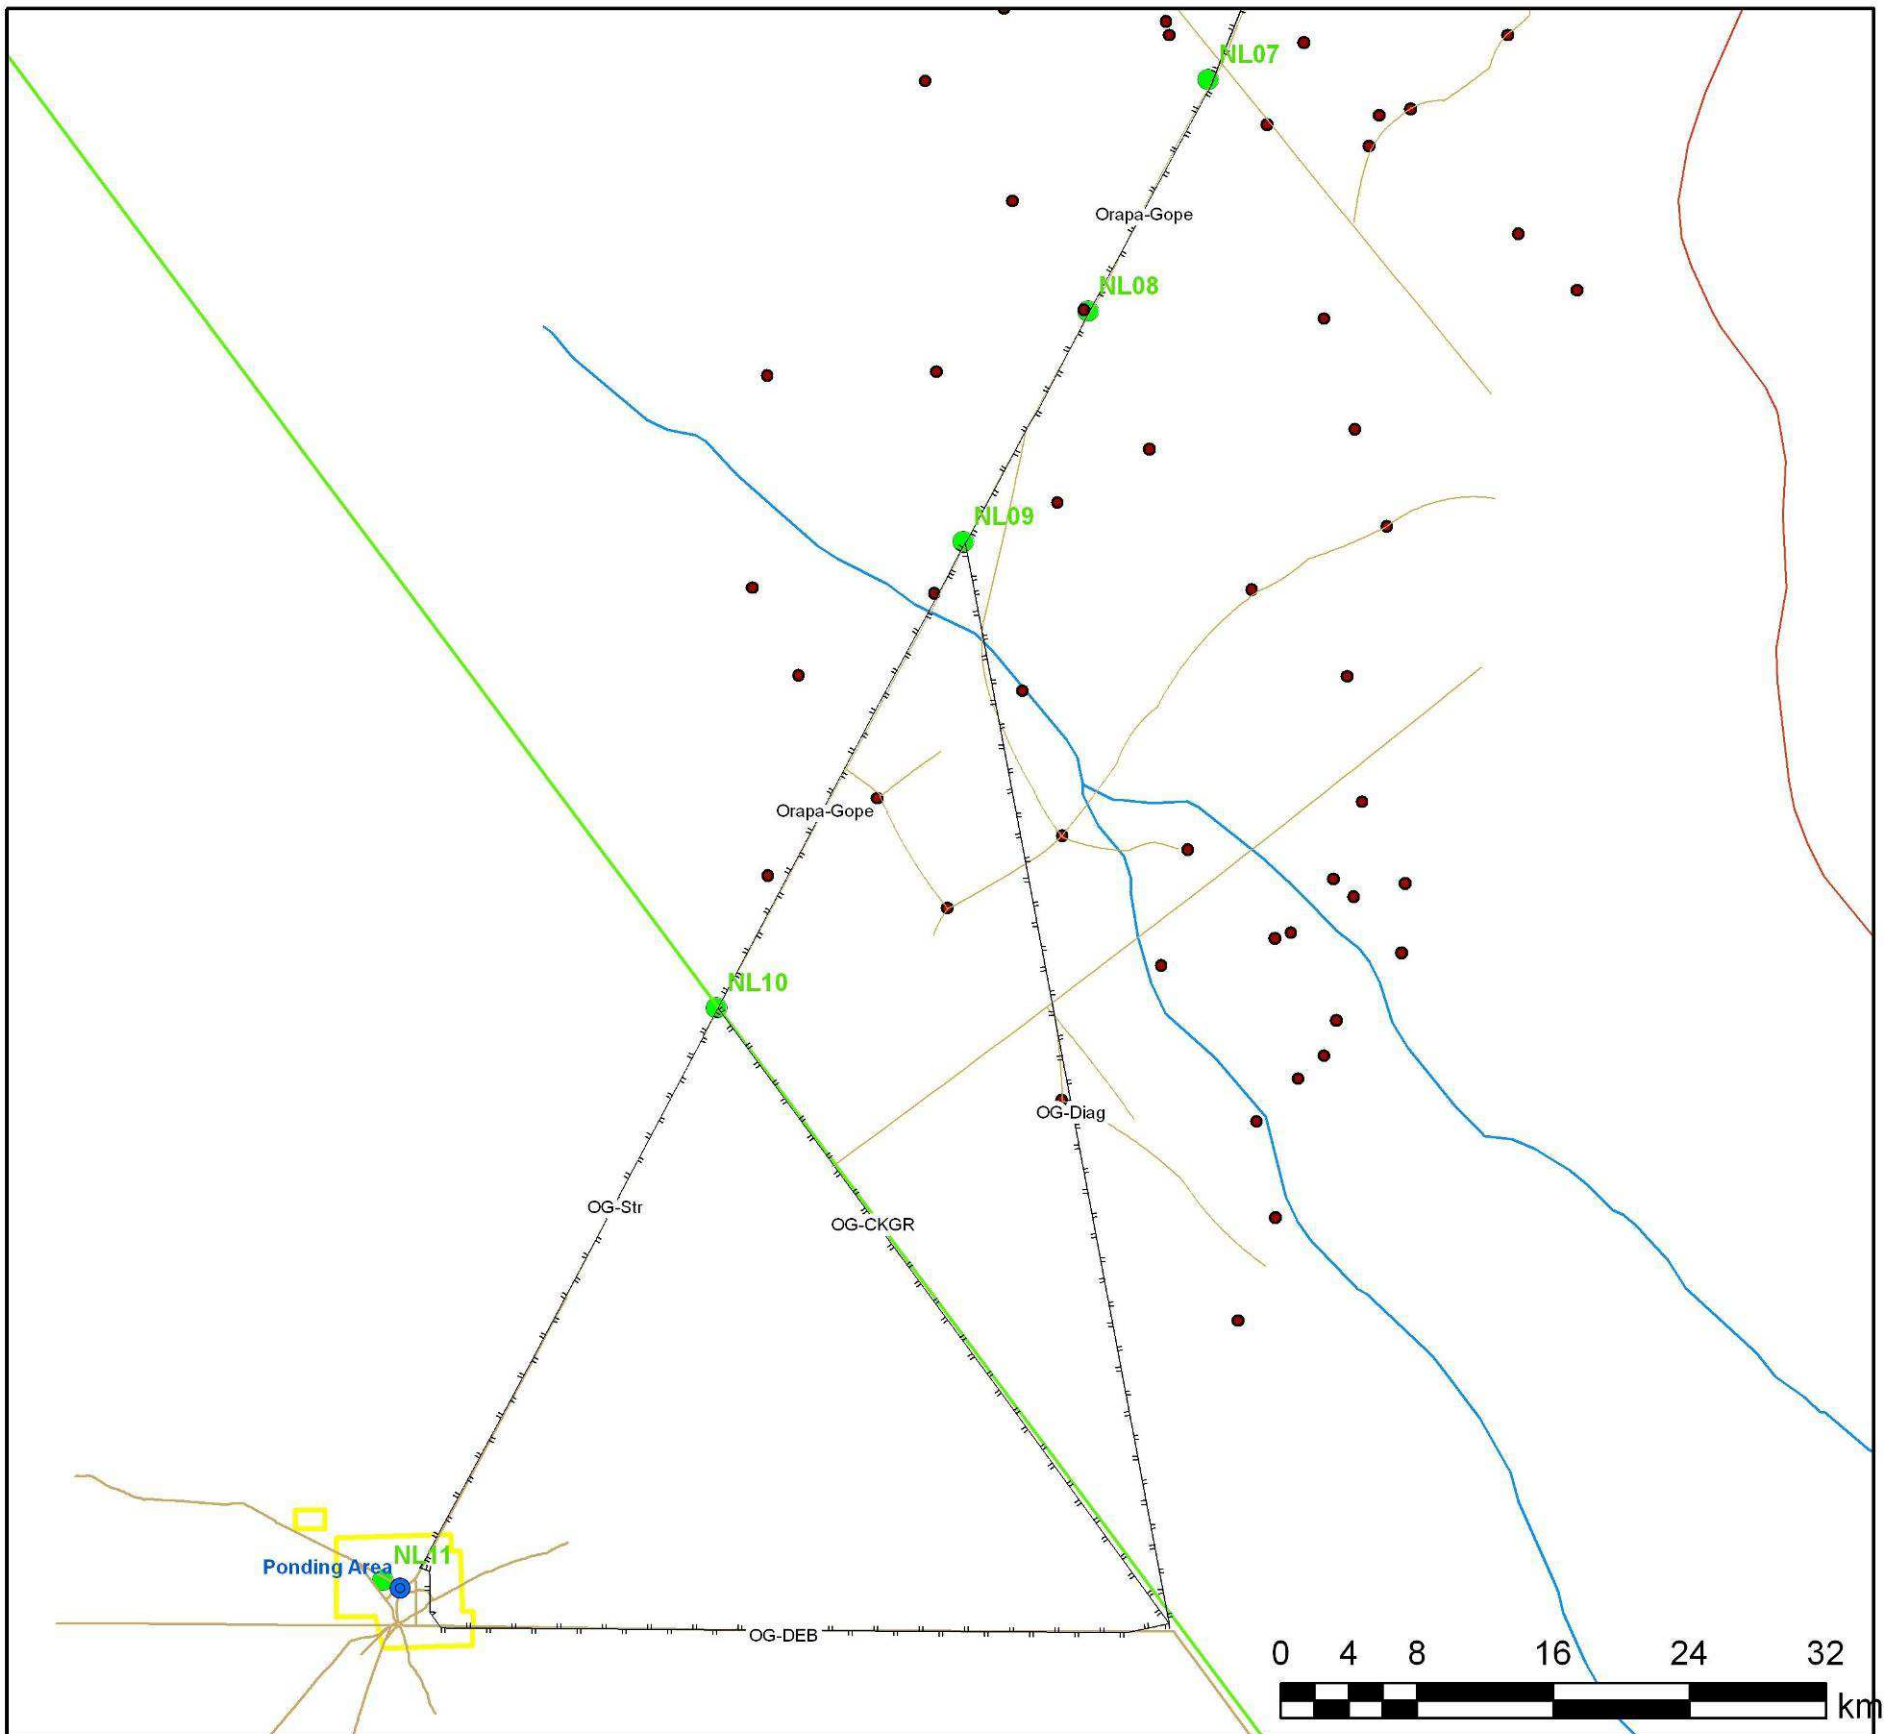 NL07
Orapa-Gope
NL08
NL09
Orapa-Gope
NL10
OG-Diag
OG-Str
OG-CKGR
NL11
Ponding Area
OG-DEB
0 4 8 16 24 32
km